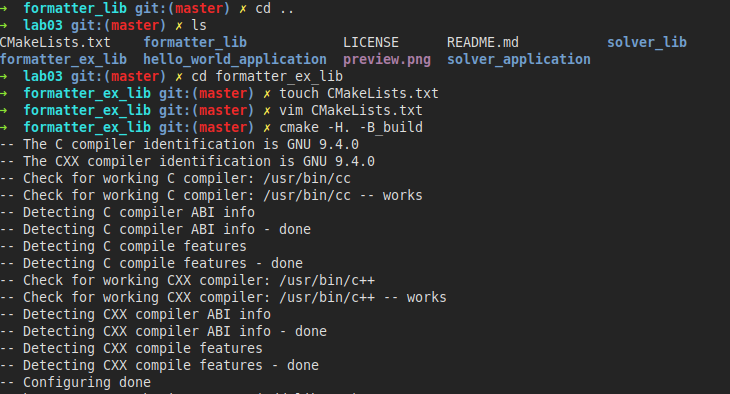 → formatter_lib git:(master) ✗ cd ..
→ lab03 git:(master) ✗ ls
CMakeLists.txt formatter_lib LICENSE README.md solver_lib
formatter_ex_lib hello_world_application preview.png solver_application
→ lab03 git:(master) ✗ cd formatter_ex_lib
→ formatter_ex_lib git:(master) ✗ touch CMakeLists.txt
→ formatter_ex_lib git:(master) ✗ vim CMakeLists.txt
→ formatter_ex_lib git:(master) ✗ cmake -H. -B_build
-- The C compiler identification is GNU 9.4.0
-- The CXX compiler identification is GNU 9.4.0
-- Check for working C compiler: /usr/bin/cc
-- Check for working C compiler: /usr/bin/cc -- works
-- Detecting C compiler ABI info
-- Detecting C compiler ABI info - done
-- Detecting C compile features
-- Detecting C compile features - done
-- Check for working CXX compiler: /usr/bin/c++
-- Check for working CXX compiler: /usr/bin/c++ -- works
-- Detecting CXX compiler ABI info
-- Detecting CXX compiler ABI info - done
-- Detecting CXX compile features
-- Detecting CXX compile features - done
-- Configuring done